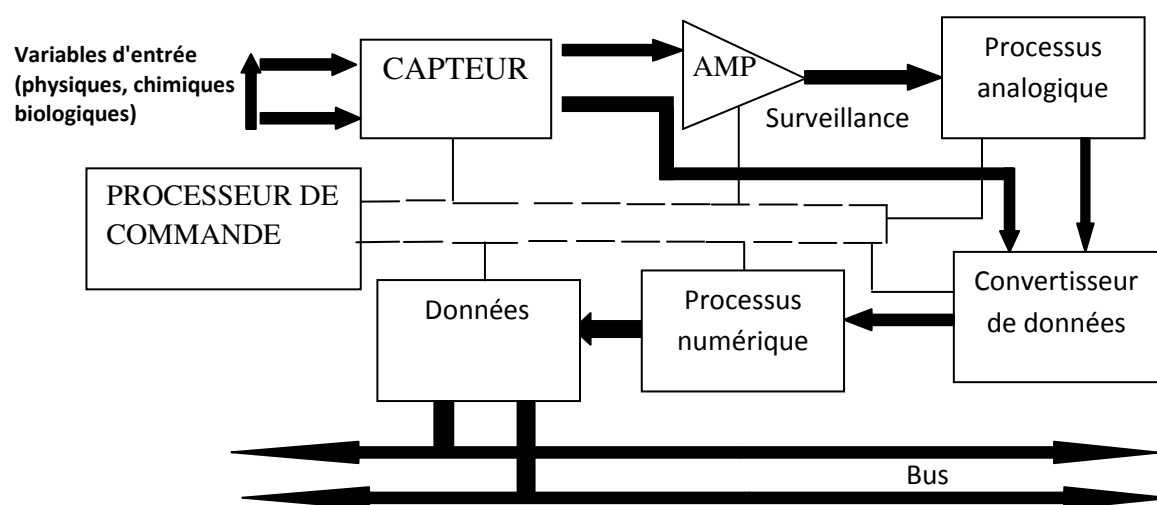 Variables d'entrée
(physiques, chimiques
biologiques)
CAPTEUR
AMP
Surveillance
Processus
analogique
PROCESSEUR DE
COMMANDE
Données
Processus
numérique
Convertisseur
de données
Bus